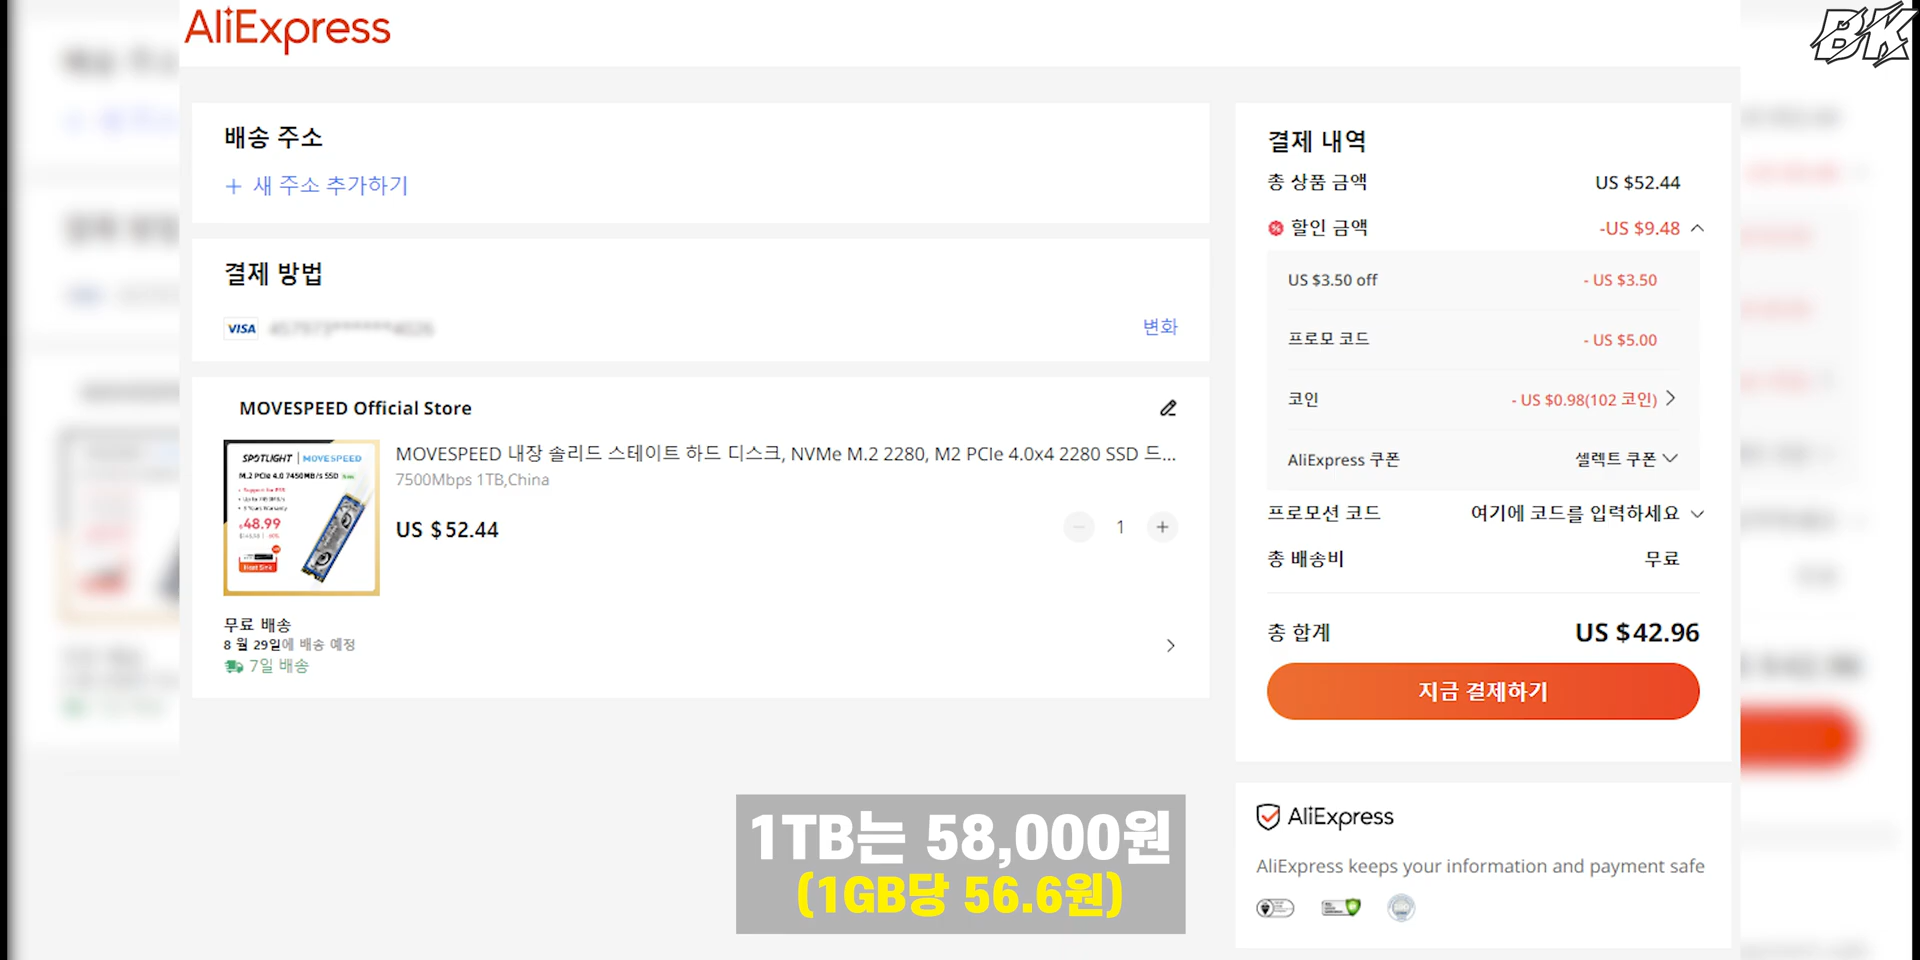 AliExpress
BK
배송 주소
+ 새 주소 추가하기
결제 방법
VISA
변화
MOVESPEED Official Store
SPOTLIGHT | MOVESPEED
M.2 PCIe 4.0 7450MB/s SSD
$48.99
Heat Sink
MOVESPEED 내장 솔리드 스테이트 하드 디스크, NVMe M.2 2280, M2 PCIe 4.0x4 2280 SSD 드...
7500Mbps 1TB,China
US $52.44
1
무료 배송
8 월 29일에 배송 예정
7일 배송
결제 내역
총 상품 금액 US $52.44
할인 금액 -US $9.48
US $3.50 off - US $3.50
프로모 코드 - US $5.00
코인 - US $0.98(102 코인)
AliExpress 쿠폰 셀렉트 쿠폰
프로모션 코드 여기에 코드를 입력하세요
총 배송비 무료
총 합계 US $42.96
지금 결제하기
AliExpress
AliExpress keeps your information and payment safe
1TB는 58,000원
(1GB당 56.6원)